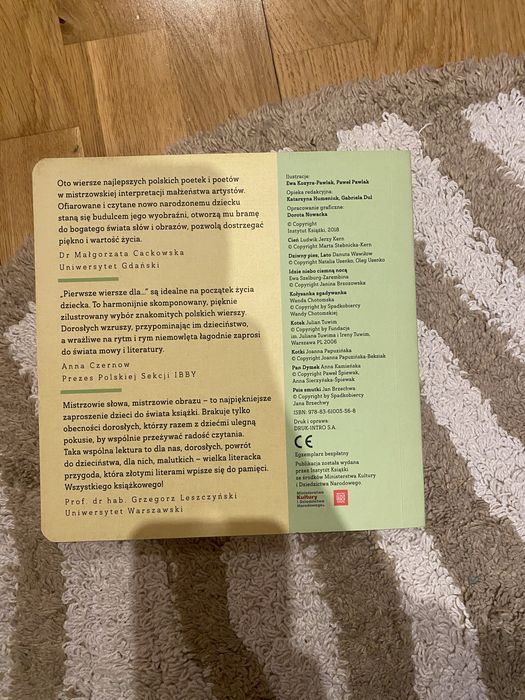 Oto wiersze najlepszych polskich poetek i poetów
w mistrzowskiej interpretacji małżeństwa artystów.
Ofiarowane i czytane nowo narodzonemu dziecku
staną się budulcem jego wyobraźni, otworzą mu bramę
do bogatego świata słów i obrazów, pozwolą dostrzegać
piękno i wartość życia.
Dr Małgorzata Cackowska
Uniwersytet Gdański
„Pierwsze wiersze dla...” są idealne na początek życia
dziecka. To harmonijnie skomponowany, pięknie
zilustrowany wybór znakomitych polskich wierszy.
Dorosłych wzruszy, przypominając im dzieciństwo,
a wrażliwe na rytm i rym niemowlęta łagodnie zaprosi
do świata mowy i literatury.
Anna Czernow
Prezes Polskiej Sekcji IBBY
Mistrzowie słowa, mistrzowie obrazu – to najpiękniejsze
zaproszenie dzieci do świata książki. Brakuje tylko
obecności dorosłych, którzy razem z dziećmi ulegną
pokusie, by wspólnie przeżywać radość czytania.
Taka wspólna lektura to dla nas, dorosłych, powrót
do dzieciństwa, dla nich, malutkich – wielka literacka
przygoda, która złotymi literami wpisze się do pamięci.
Wszystkiego książkowego!
Prof. dr hab. Grzegorz Leszczyński
Uniwersytet Warszawski
Ilustracje:
Ewa Kozyra-Pawlak, Paweł Pawlak
Opieka redakcyjna:
Katarzyna Humeniuk, Gabriela Dul
Opracowanie graficzne:
Dorota Nowacka
© Copyright
Instytut Książki, 2018
Cień Ludwik Jerzy Kern
© Copyright Marta Stebnicka-Kern
Dziwny pies, Lato Danuta Wawiłow
© Copyright Natalia Usenko, Oleg Usenko
Idzie niebo ciemną nocą
Ewa Szelburg-Zarembina
© Copyright Janina Brzosowska
Kołysanka zgadywanka
Wanda Chotomska
© Copyright by Spadkobiercy
Wandy Chotomskiej
Kotek Julian Tuwim
© Copyright by Fundacja
im. Juliana Tuwima i Ireny Tuwim,
Warszawa PL 2006
Kotki Joanna Papuzińska
© Copyright Joanna Papuzińska-Beksiak
Pan Dymek Anna Kamieńska
© Copyright Paweł Śpiewak,
Anna Sierzyńska-Śpiewak
Psie smutki Jan Brzechwa
© Copyright by Spadkobiercy
Jana Brzechwy
ISBN: 978-83-61005-56-8
Druk i oprawa:
DRUK-INTRO S.A.
CE
Egzemplarz bezpłatny
Publikacja została wydana
przez Instytut Książki
ze środków Ministerstwa Kultury
i Dziedzictwa Narodowego.
Ministerstwo
Kultury
i Dziedzictwa
Narodowego.